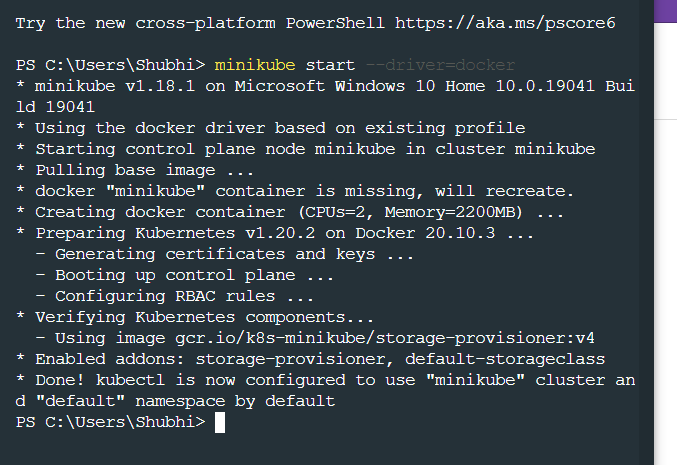 Try the new cross-platform PowerShell https://aka.ms/pscore6
PS C:\Users\Shubhi> minikube start --driver=docker
* minikube v1.18.1 on Microsoft Windows 10 Home 10.0.19041 Bui
ld 19041
* Using the docker driver based on existing profile
* Starting control plane node minikube in cluster minikube
* Pulling base image ...
* docker "minikube" container is missing, will recreate.
* Creating docker container (CPUs=2, Memory=2200MB) ...
* Preparing Kubernetes v1.20.2 on Docker 20.10.3 ...
  - Generating certificates and keys ...
  - Booting up control plane ...
  - Configuring RBAC rules ...
* Verifying Kubernetes components...
  - Using image gcr.io/k8s-minikube/storage-provisioner:v4
* Enabled addons: storage-provisioner, default-storageclass
* Done! kubectl is now configured to use "minikube" cluster an
d "default" namespace by default
PS C:\Users\Shubhi>